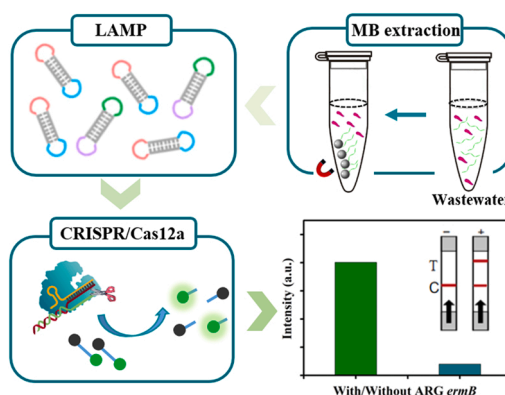 LAMP
MB extraction
Wastewater
CRISPR/Cas12a
Intensity (a.u.)
- +
T
C
With/Without ARG ermB